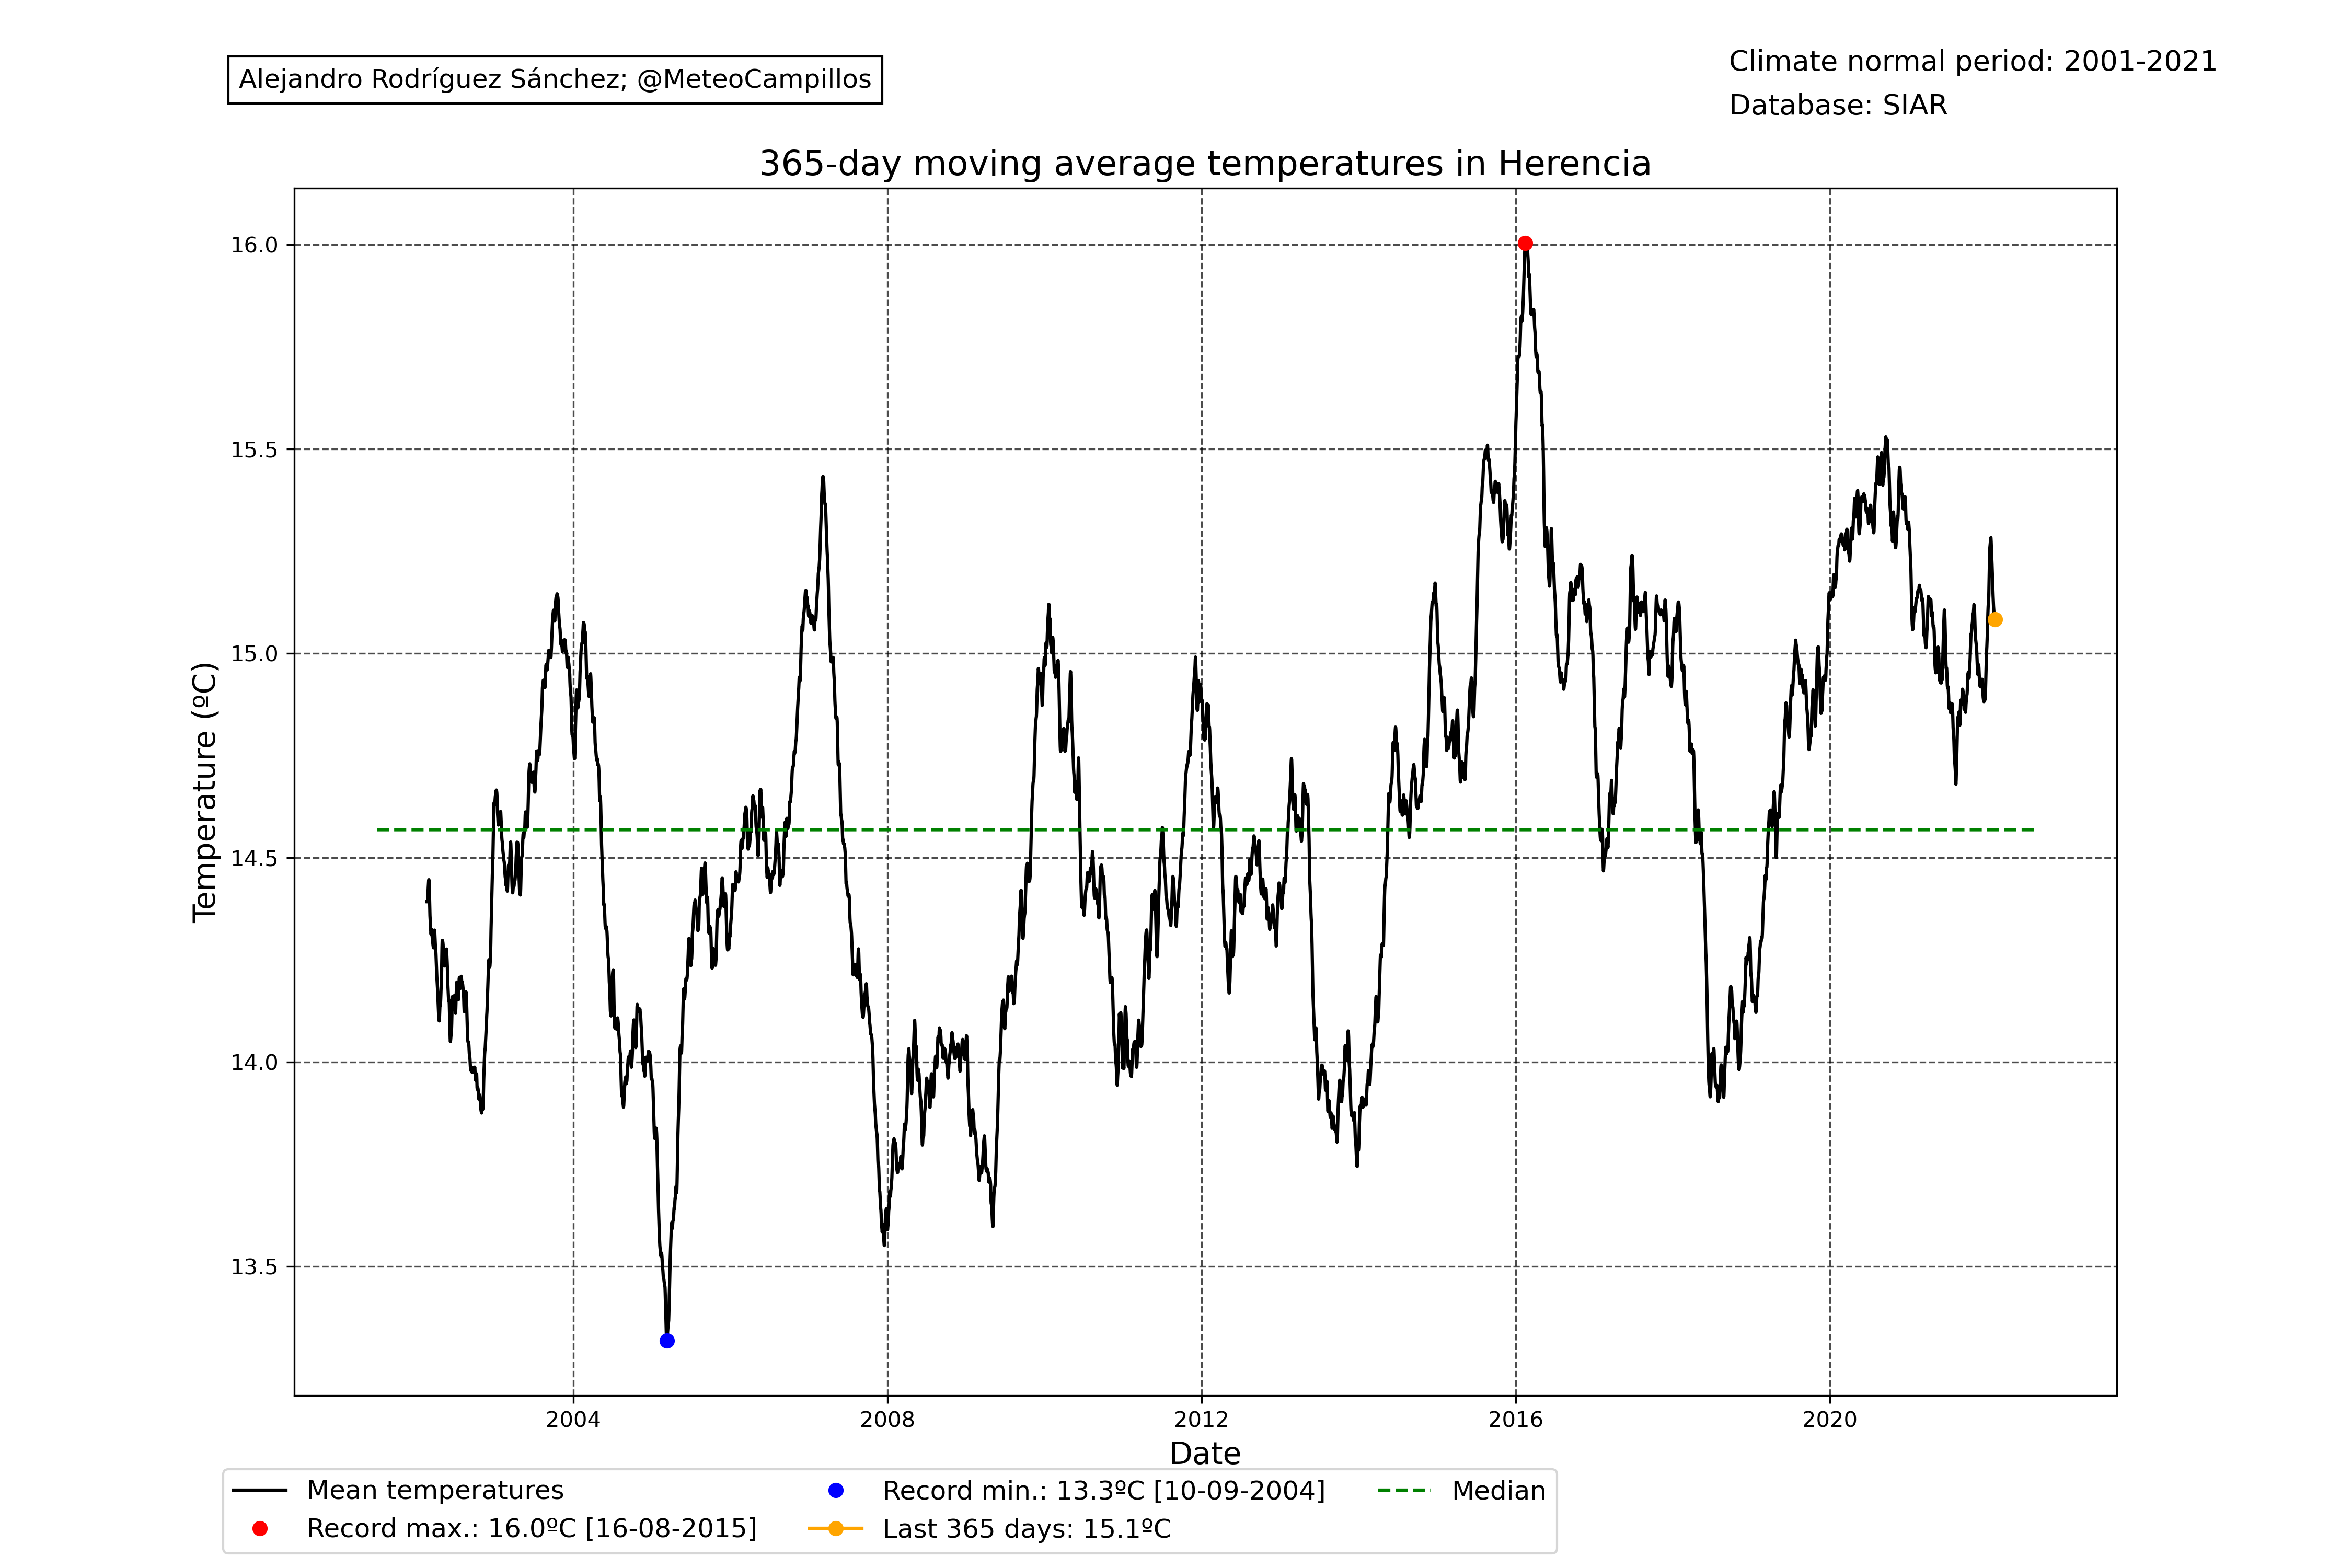 Alejandro Rodríguez Sánchez; @MeteoCampillos
Climate normal period: 2001-2021
Database: SIAR
365-day moving average temperatures in Herencia
Temperature (ºC)
16.0
15.5
15.0
14.5
14.0
13.5
2004 2008 2012 2016 2020
Date
Mean temperatures
Record max.: 16.0ºC [16-08-2015]
Record min.: 13.3ºC [10-09-2004]
Last 365 days: 15.1ºC
Median